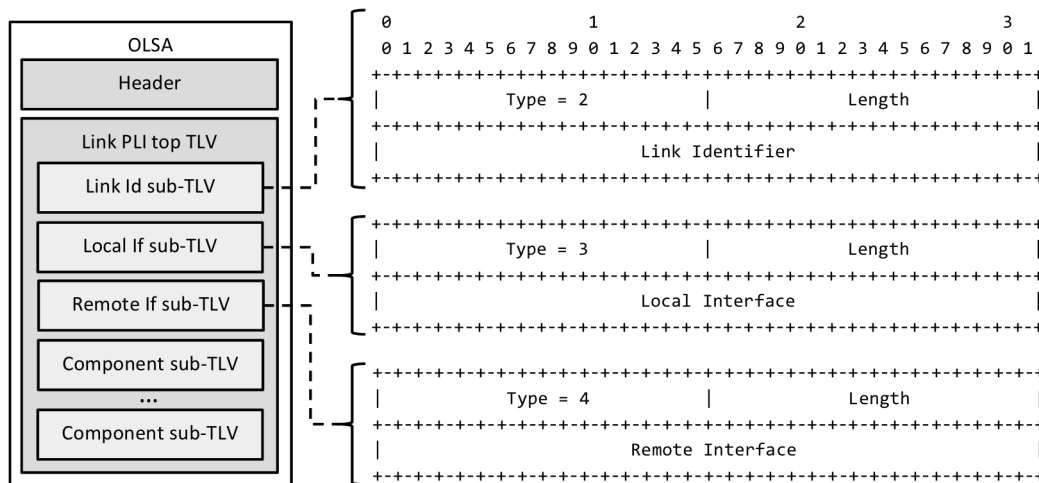 OLSA
Header
Link PLI top TLV
Link Id sub-TLV
Local If sub-TLV
Remote If sub-TLV
Component sub-TLV
...
Component sub-TLV
0                   1                   2                   3
0 1 2 3 4 5 6 7 8 9 0 1 2 3 4 5 6 7 8 9 0 1 2 3 4 5 6 7 8 9 0 1
+-+-+-+-+-+-+-+-+-+-+-+-+-+-+-+-+-+-+-+-+-+-+-+-+-+-+-+-+-+-+-+-+
|            Type = 2           |             Length            |
+-+-+-+-+-+-+-+-+-+-+-+-+-+-+-+-+-+-+-+-+-+-+-+-+-+-+-+-+-+-+-+-+
|                         Link Identifier                       |
+-+-+-+-+-+-+-+-+-+-+-+-+-+-+-+-+-+-+-+-+-+-+-+-+-+-+-+-+-+-+-+-+
+-+-+-+-+-+-+-+-+-+-+-+-+-+-+-+-+-+-+-+-+-+-+-+-+-+-+-+-+-+-+-+-+
|            Type = 3           |             Length            |
+-+-+-+-+-+-+-+-+-+-+-+-+-+-+-+-+-+-+-+-+-+-+-+-+-+-+-+-+-+-+-+-+
|                         Local Interface                       |
+-+-+-+-+-+-+-+-+-+-+-+-+-+-+-+-+-+-+-+-+-+-+-+-+-+-+-+-+-+-+-+-+
+-+-+-+-+-+-+-+-+-+-+-+-+-+-+-+-+-+-+-+-+-+-+-+-+-+-+-+-+-+-+-+-+
|            Type = 4           |             Length            |
+-+-+-+-+-+-+-+-+-+-+-+-+-+-+-+-+-+-+-+-+-+-+-+-+-+-+-+-+-+-+-+-+
|                        Remote Interface                       |
+-+-+-+-+-+-+-+-+-+-+-+-+-+-+-+-+-+-+-+-+-+-+-+-+-+-+-+-+-+-+-+-+